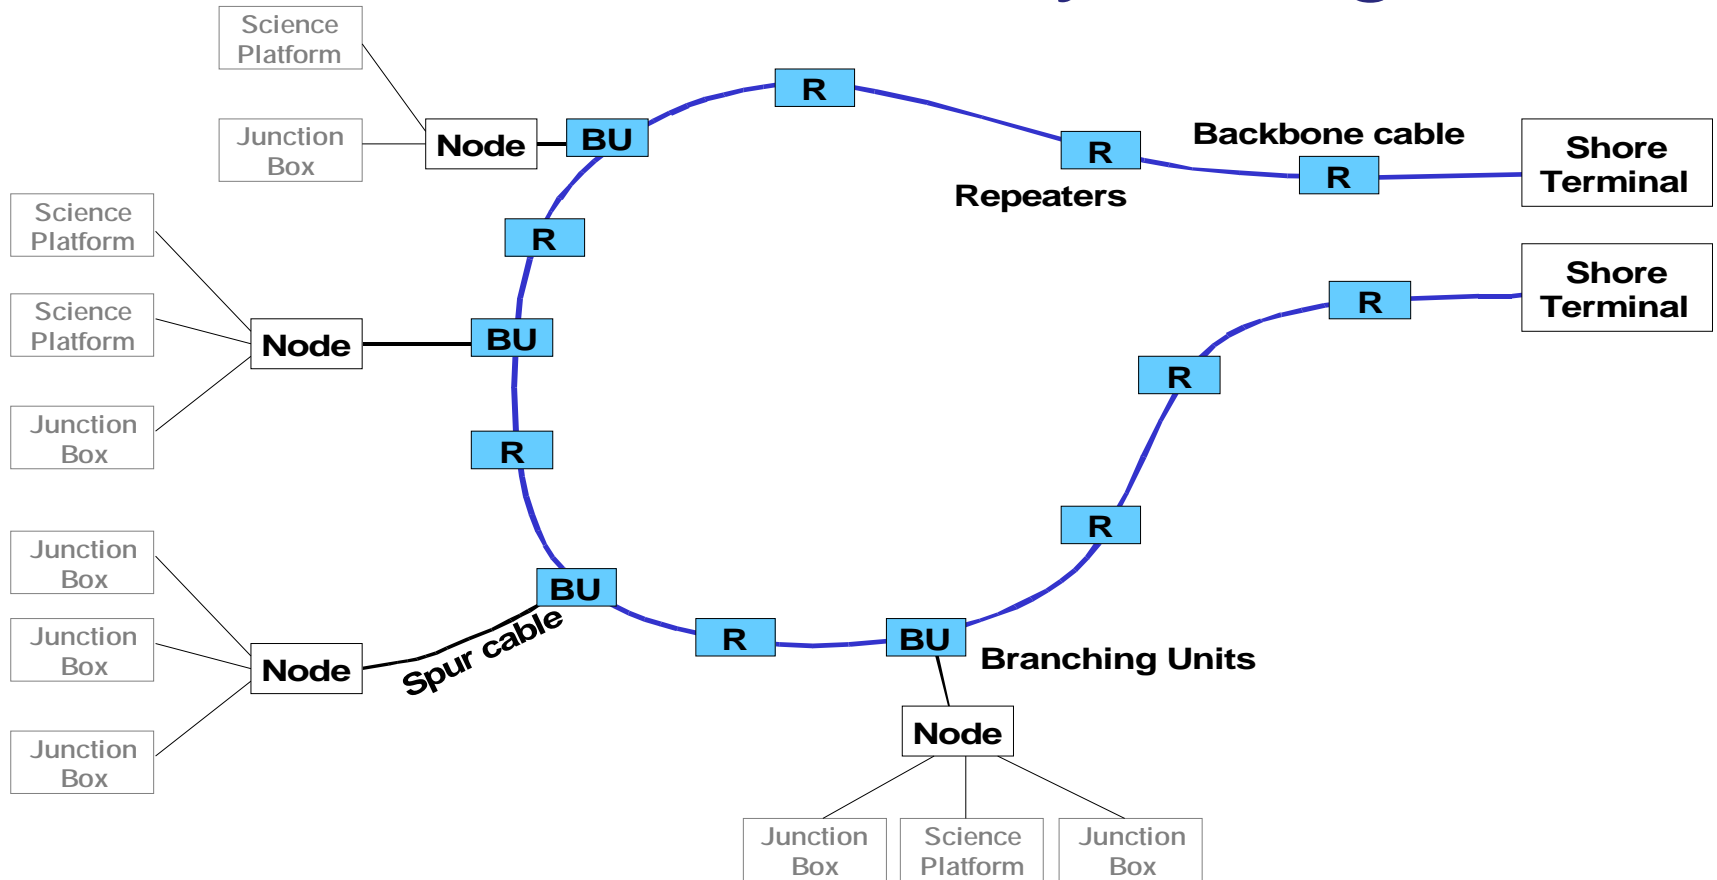 Science
Platform
R
Junction
Box
Node
BU
Backbone cable
R
Repeaters
R
Shore
Terminal
Science
Platform
R
Science
Platform
Node
BU
Shore
Terminal
R
Junction
Box
R
R
Junction
Box
R
BU
Junction
Box
Node
Spur cable
R
BU
Branching Units
Junction
Box
Node
Junction
Box
Science
Platform
Junction
Box